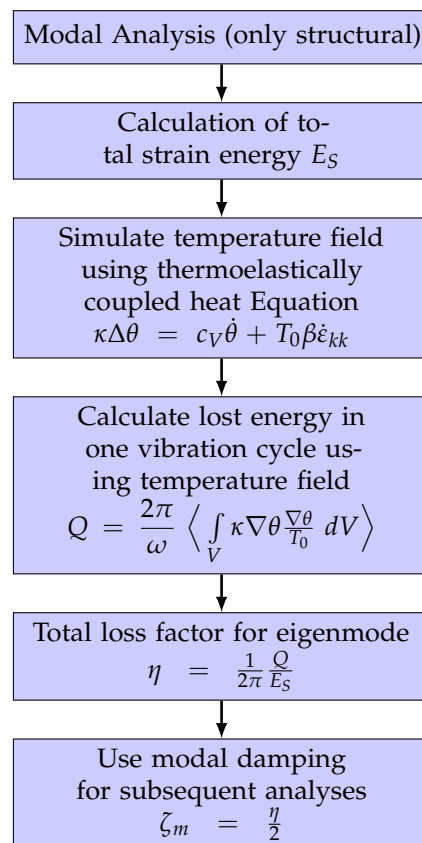 Modal Analysis (only structural)
Calculation of to-
tal strain energy E_S
Simulate temperature field
using thermoelastically
coupled heat Equation
κΔθ = c_V θ̇ + T_0 β ε̇_kk
Calculate lost energy in
one vibration cycle us-
ing temperature field
Q = 2π/ω ⟨ ∫_V κ∇θ ∇θ/T_0 dV ⟩
Total loss factor for eigenmode
η = 1/2π Q/E_S
Use modal damping
for subsequent analyses
ζ_m = η/2